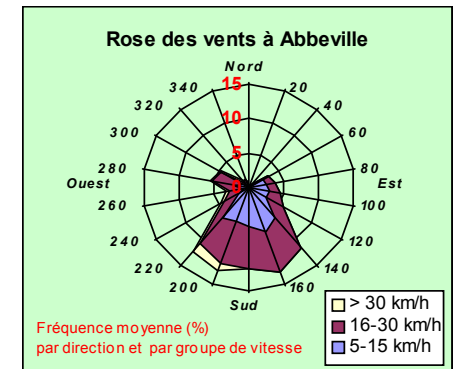 Rose des vents à Abbeville
Nord
340
20
320
40
300
60
280
80
Ouest
Est
260
100
240
120
220
140
200
160
Sud
15
10
5
0
> 30 km/h
16-30 km/h
5-15 km/h
Fréquence moyenne (%)
par direction et par groupe de vitesse